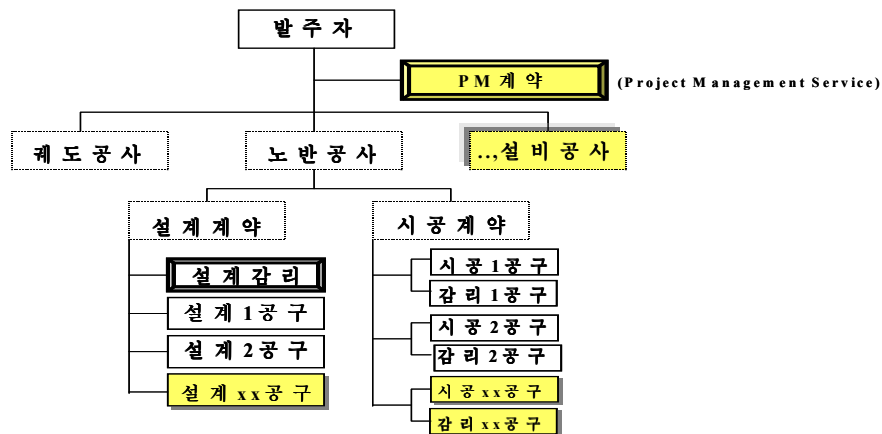 발주자
PM계약 (Project Management Service)
궤도공사 노반공사 ..,설비공사
설계계약 시공계약
설계감리
설계1공구
설계2공구
설계xx공구
시공1공구
감리1공구
시공2공구
감리2공구
시공xx공구
감리xx공구